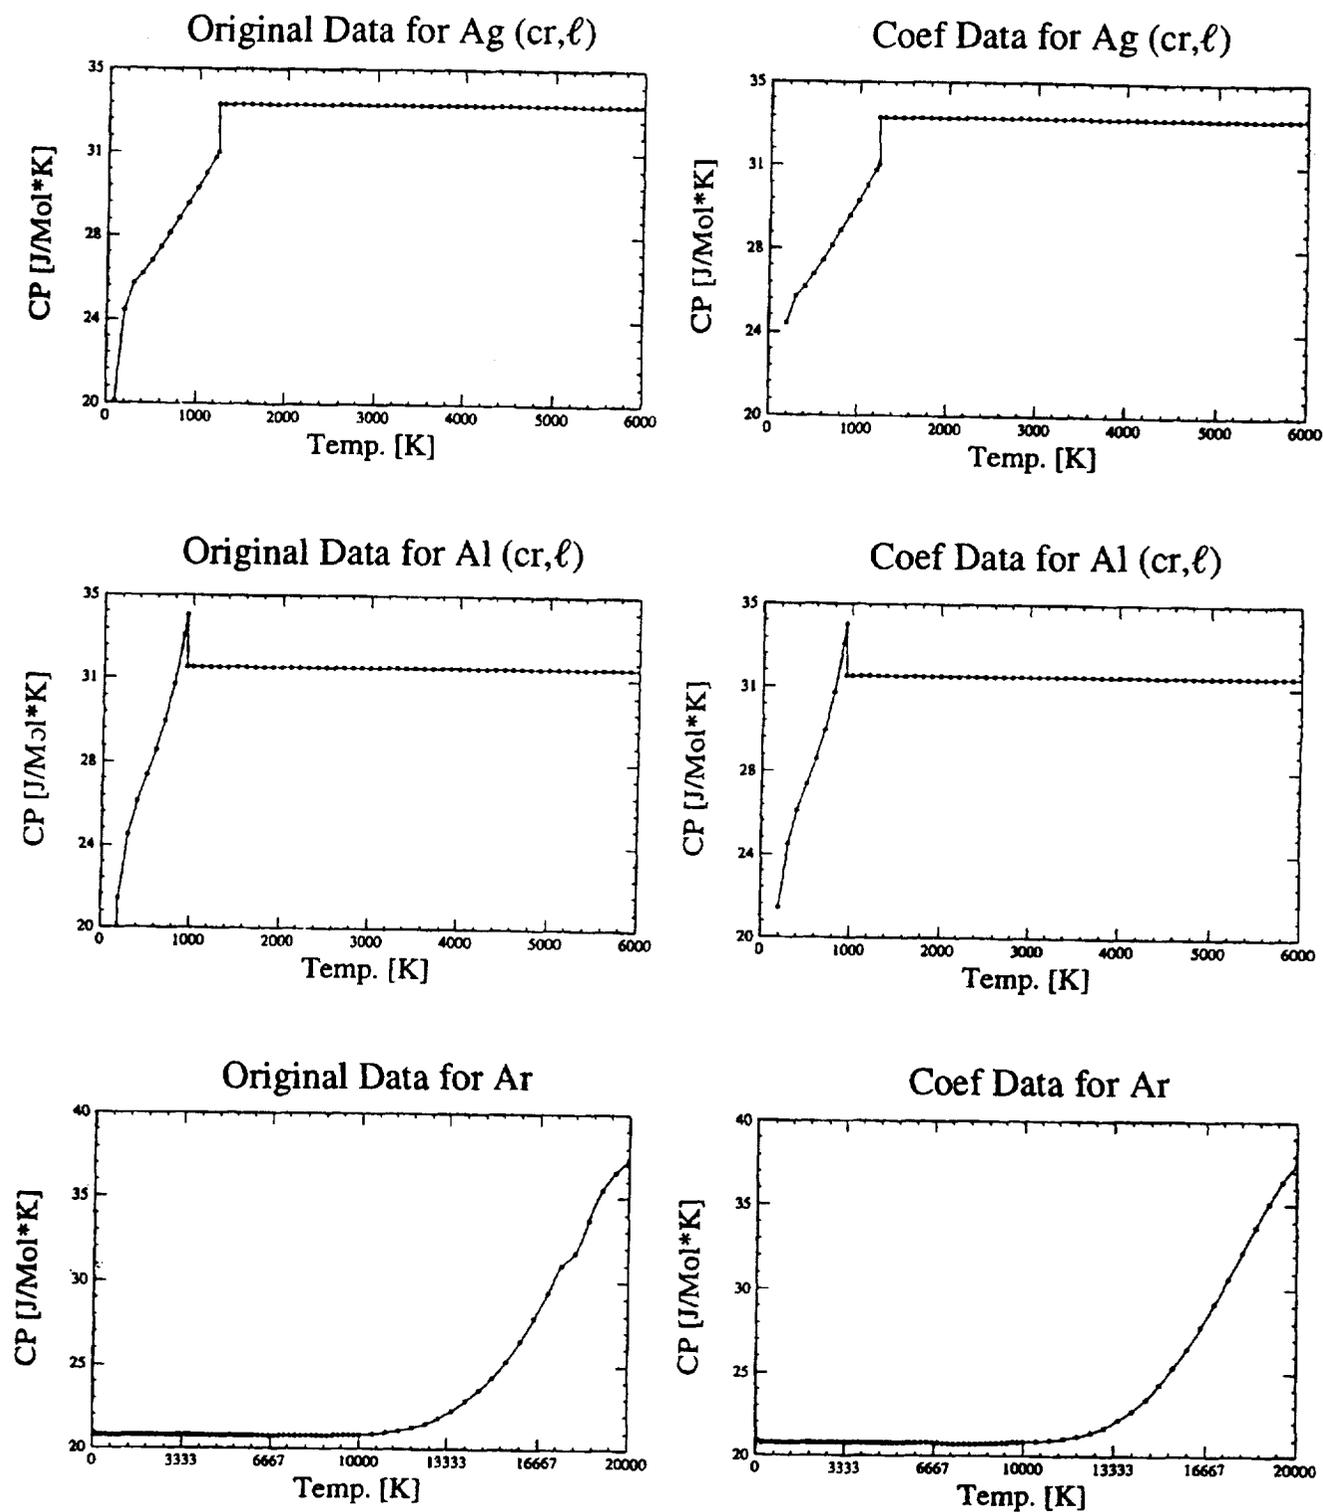 Original Data for Ag (cr,ℓ)
35
31
28
24
20
CP [J/Mol*K]
0 1000 2000 3000 4000 5000 6000
Temp. [K]
Coef Data for Ag (cr,ℓ)
35
31
28
24
20
CP [J/Mol*K]
0 1000 2000 3000 4000 5000 6000
Temp. [K]
Original Data for Al (cr,ℓ)
35
31
28
24
20
CP [J/Mol*K]
0 1000 2000 3000 4000 5000 6000
Temp. [K]
Coef Data for Al (cr,ℓ)
35
31
28
24
20
CP [J/Mol*K]
0 1000 2000 3000 4000 5000 6000
Temp. [K]
Original Data for Ar
40
35
30
25
20
CP [J/Mol*K]
0 3333 6667 10000 13333 16667 20000
Temp. [K]
Coef Data for Ar
40
35
30
25
20
CP [J/Mol*K]
0 3333 6667 10000 13333 16667 20000
Temp. [K]